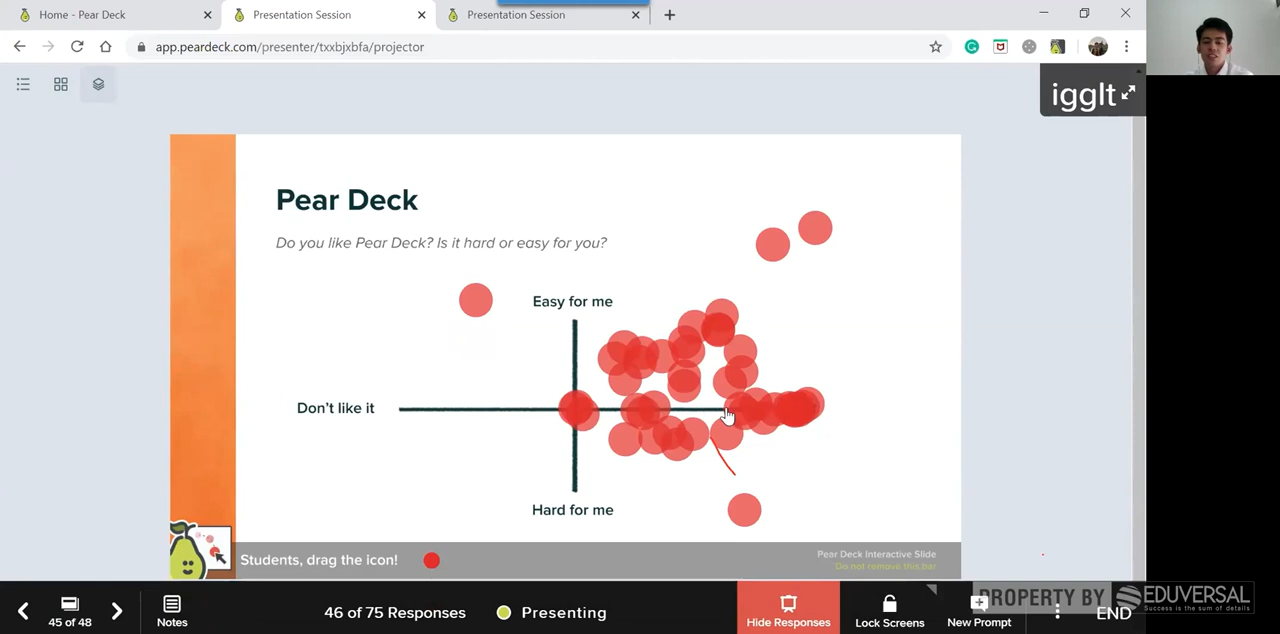 Home - Pear Deck
Presentation Session
Presentation Session
app.peardeck.com/presenter/txxbjxbfa/projector
igglt
Pear Deck
Do you like Pear Deck? Is it hard or easy for you?
Easy for me
Don't like it
Hard for me
Students, drag the icon!
Pear Deck Interactive Slide
Do not remove this bar
45 of 48
Notes
46 of 75 Responses
Presenting
Hide Responses
Lock Screens
New Prompt
END
PROPERTY BY
EDUVERSAL
Success is the sum of details